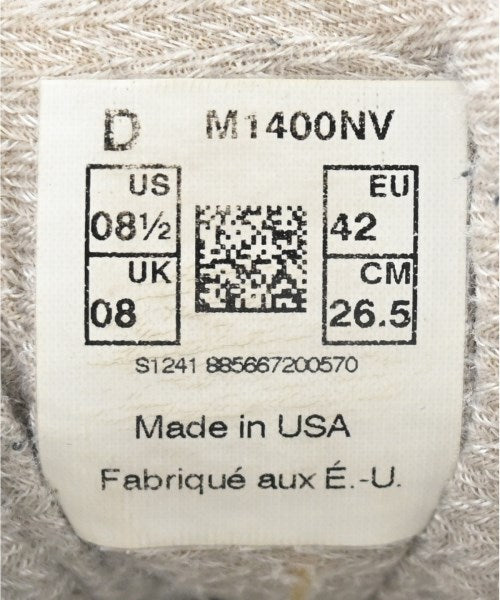 D M1400NV
US EU
08½ 42
UK CM
08 26.5
S1241 885667200570
Made in USA
Fabriqué aux É.-U.